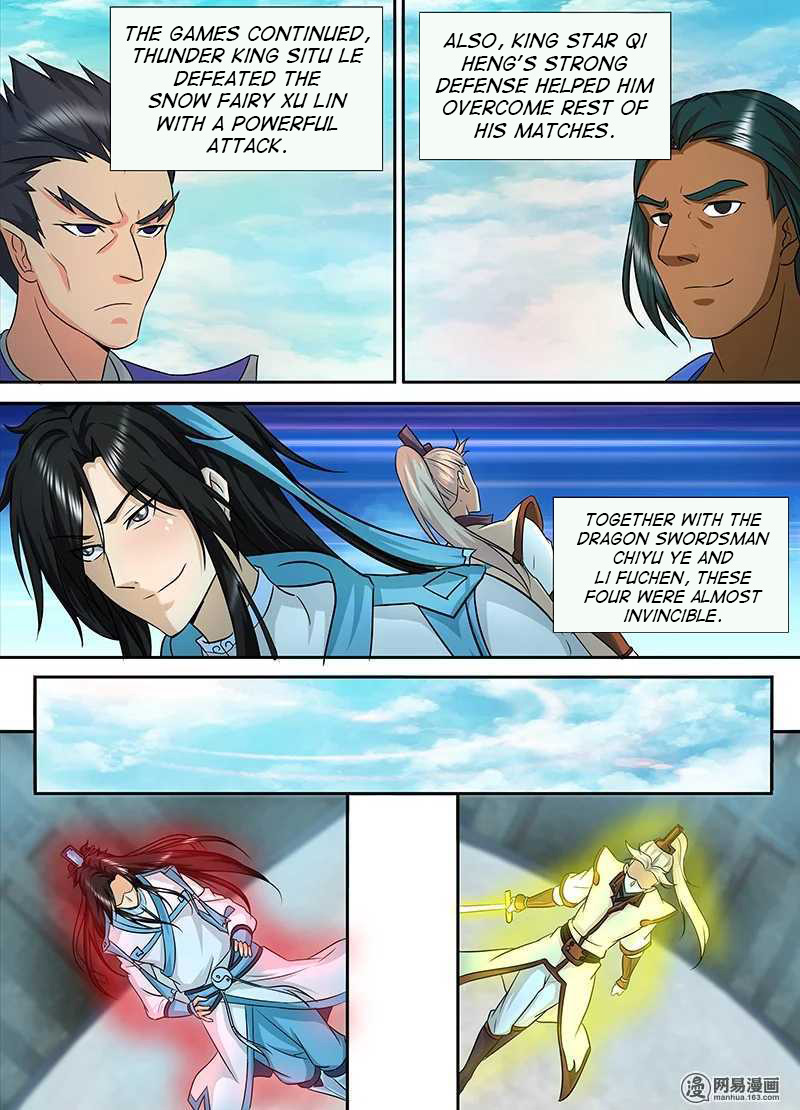 THE GAMES CONTINUED,
THUNDER KING SITU LE
DEFEATED THE
SNOW FAIRY XU LIN
WITH A POWERFUL
ATTACK.
ALSO, KING STAR QI
HENG'S STRONG
DEFENSE HELPED HIM
OVERCOME REST OF
HIS MATCHES.
TOGETHER WITH THE
DRAGON SWORDSMAN
CHIYU YE AND
LI FUCHEN, THESE
FOUR WERE ALMOST
INVINCIBLE.
漫 网易漫画
manhua.163.com